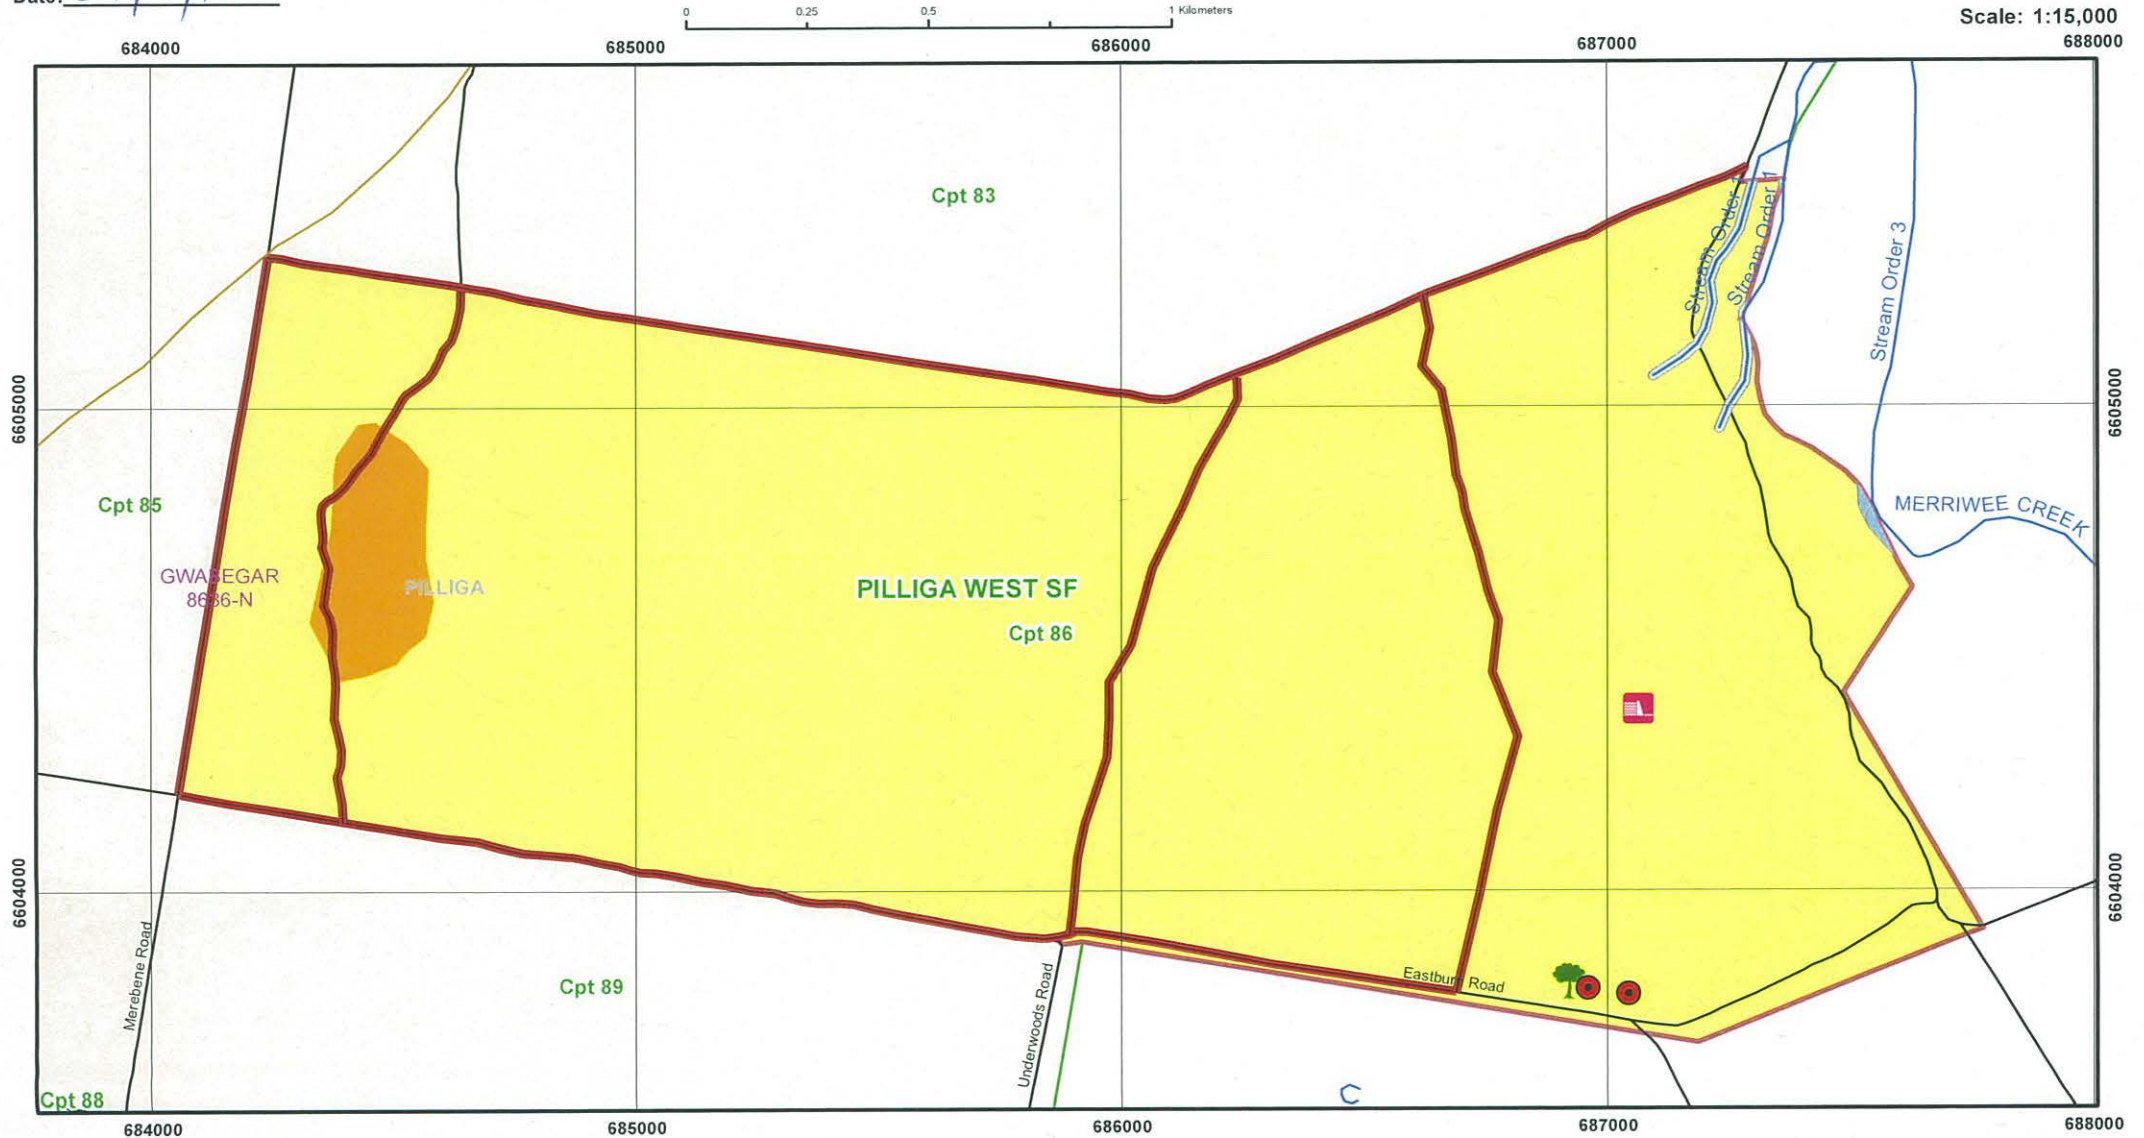 Date:
0 0.25 0.5 1 Kilometers
Scale: 1:15,000
684000 685000 686000 687000 688000
Cpt 83
Stream Order 1
Stream Order 1
Stream Order 3
6605000
6605000
Cpt 85
MERRIWEE CREEK
GWABEGAR
8636-N
PILLIGA
PILLIGA WEST SF
Cpt 86
6604000
6604000
Merebene Road
Cpt 89
Underwoods Road
Eastburn Road
Cpt 88
C
684000 685000 686000 687000 688000